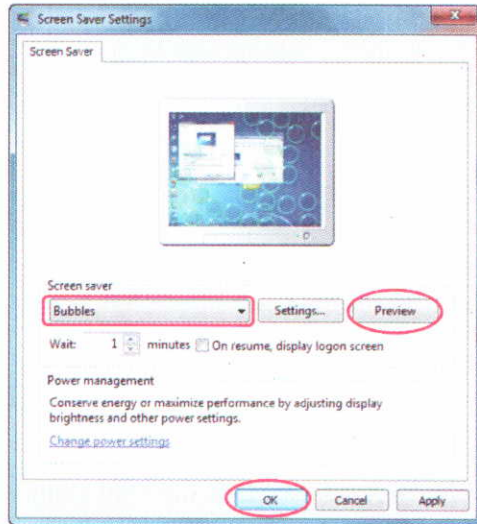 Screen Saver Settings
Screen Saver
Screen saver
Bubbles
Settings...
Preview
Wait: 1 minutes On resume, display logon screen
Power management
Conserve energy or maximize performance by adjusting display
brightness and other power settings.
Change power settings
OK
Cancel
Apply